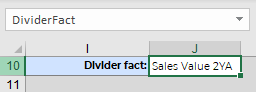 DividerFact
I J
10 Divider fact: Sales Value 2YA
11